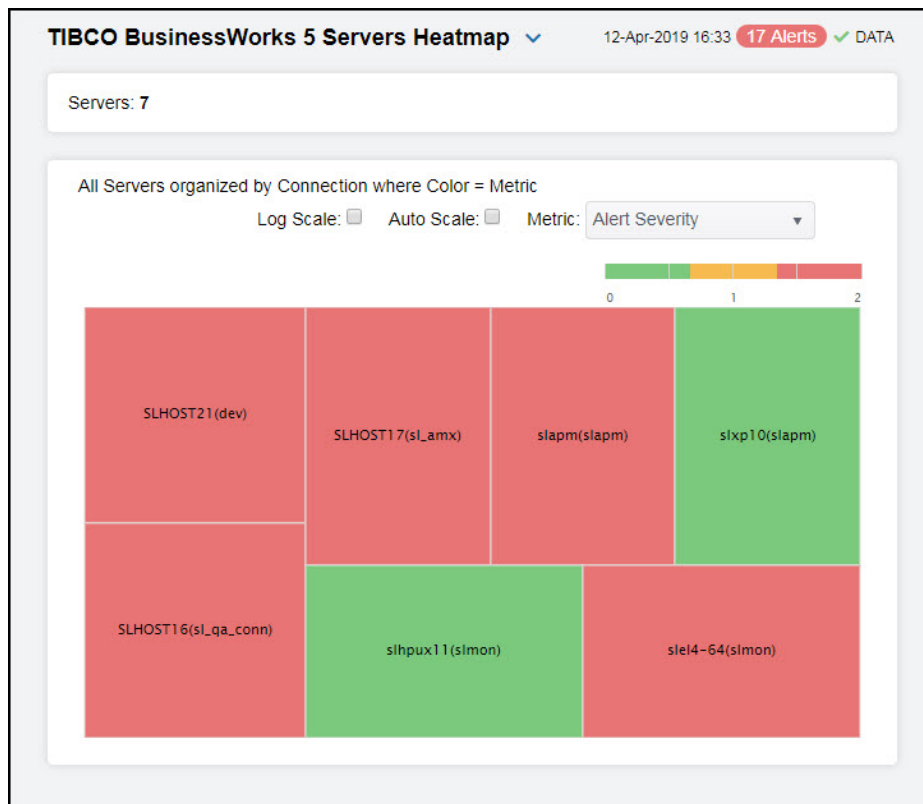 TIBCO BusinessWorks 5 Servers Heatmap 12-Apr-2019 16:33 17 Alerts DATA
Servers: 7
All Servers organized by Connection where Color = Metric
Log Scale: Auto Scale: Metric: Alert Severity
0 1 2
SLHOST21(dev)
SLHOST17(sl_amx) slapm(slapm) slxp10(slapm)
SLHOST16(sl_qa_conn)
slhpux11(slmon) slel4-64(slmon)